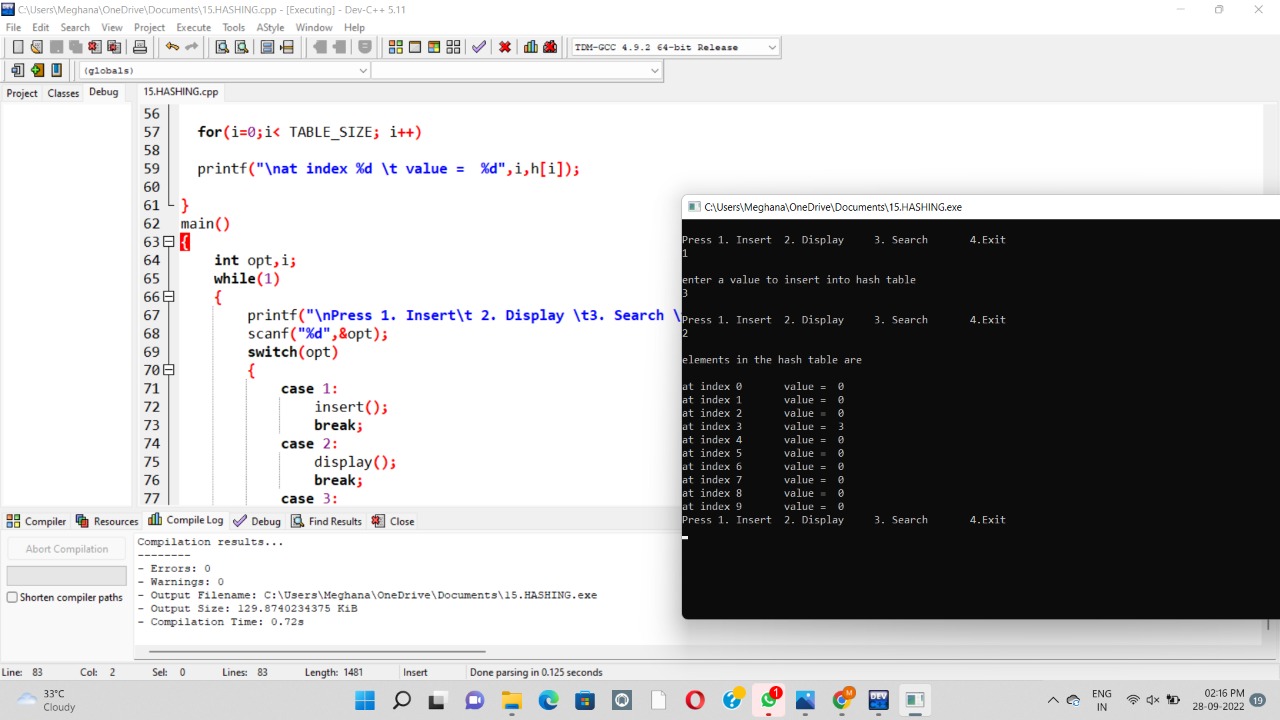 C:\Users\Meghana\OneDrive\Documents\15.HASHING.cpp - [Executing] - Dev-C++ 5.11
File Edit Search View Project Execute Tools AStyle Window Help
TDM-GCC 4.9.2 64-bit Release
(globals)
Project Classes Debug 15.HASHING.cpp
56
57 for(i=0;i< TABLE_SIZE; i++)
58
59 printf("\nat index %d \t value =  %d",i,h[i]);
60
61 }
62 main()
63 {
64 int opt,i;
65 while(1)
66 {
67 printf("\nPress 1. Insert\t 2. Display \t3. Search \
68 scanf("%d",&opt);
69 switch(opt)
70 {
71 case 1:
72 insert();
73 break;
74 case 2:
75 display();
76 break;
77 case 3:
C:\Users\Meghana\OneDrive\Documents\15.HASHING.exe
Press 1. Insert 2. Display 3. Search 4.Exit
1
enter a value to insert into hash table
3
Press 1. Insert 2. Display 3. Search 4.Exit
2
elements in the hash table are
at index 0 value = 0
at index 1 value = 0
at index 2 value = 0
at index 3 value = 3
at index 4 value = 0
at index 5 value = 0
at index 6 value = 0
at index 7 value = 0
at index 8 value = 0
at index 9 value = 0
Press 1. Insert 2. Display 3. Search 4.Exit
Compiler Resources Compile Log Debug Find Results Close
Abort Compilation
Shorten compiler paths
Compilation results...
--------
- Errors: 0
- Warnings: 0
- Output Filename: C:\Users\Meghana\OneDrive\Documents\15.HASHING.exe
- Output Size: 129.8740234375 KiB
- Compilation Time: 0.72s
Line: 83 Col: 2 Sel: 0 Lines: 83 Length: 1481 Insert Done parsing in 0.125 seconds
33°C
Cloudy
1
M
DEV
ENG
IN
02:16 PM
28-09-2022
19